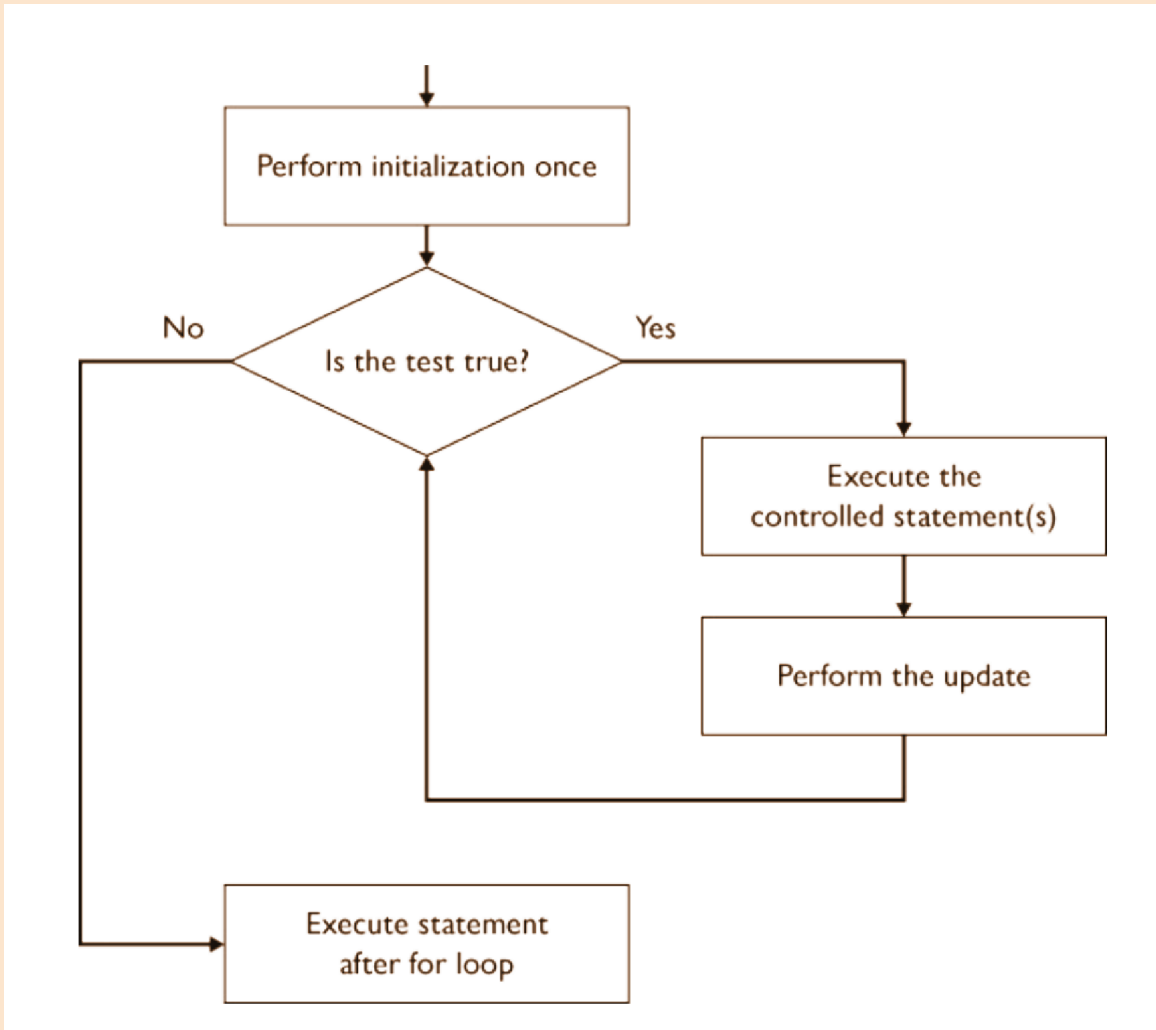 Perform initialization once
No
Yes
Is the test true?
Execute the
controlled statement(s)
Perform the update
Execute statement
after for loop